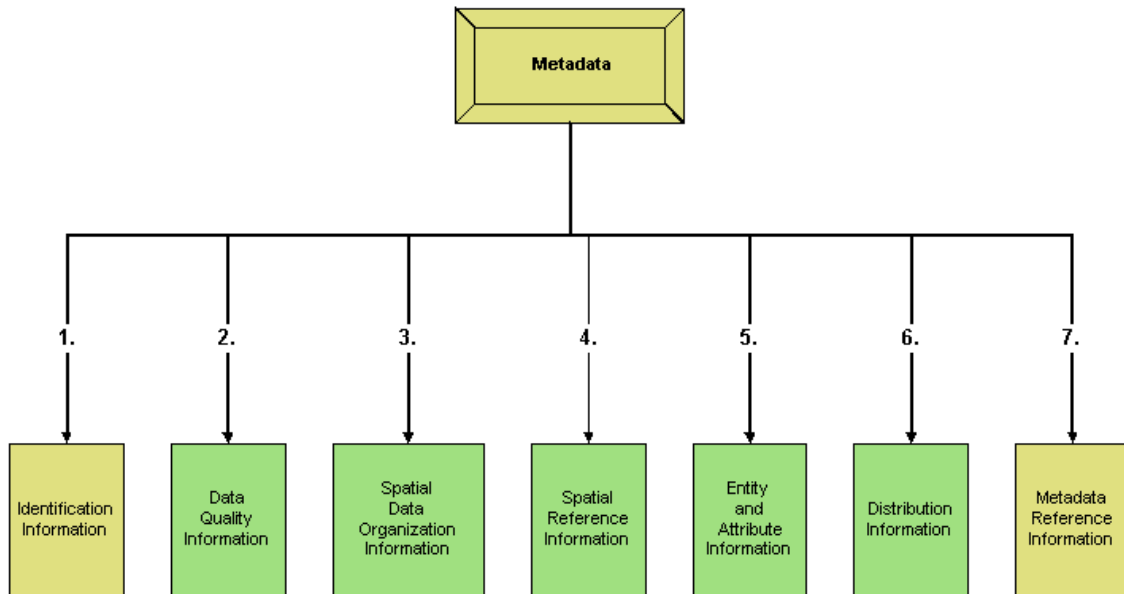 Metadata
1.
2.
3.
4.
5.
6.
7.
Identification
Information
Data
Quality
Information
Spatial
Data
Organization
Information
Spatial
Reference
Information
Entity
and
Attribute
Information
Distribution
Information
Metadada
Reference
Information